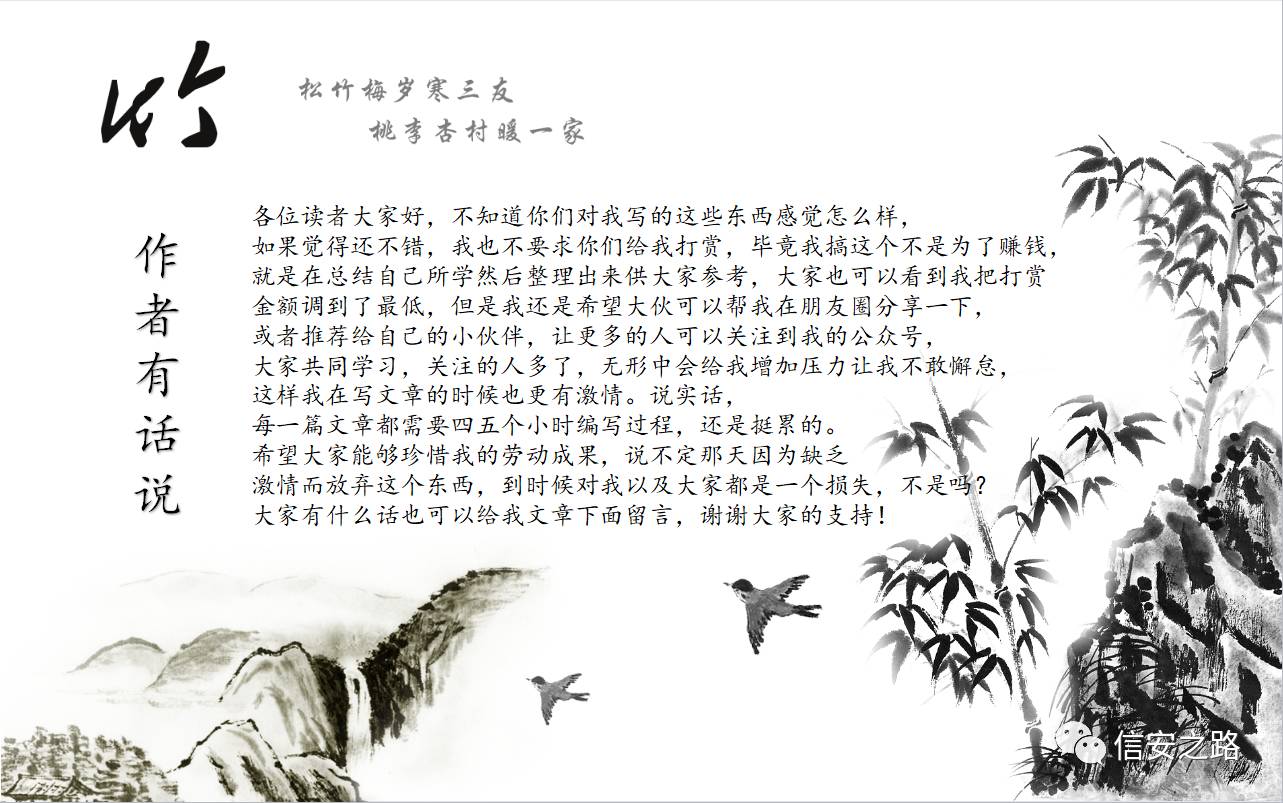 竹
松竹梅岁寒三友
桃李杏村暖一家
作者有话说
各位读者大家好，不知道你们对我写的这些东西感觉怎么样，
如果觉得还不错，我也不要求你们给我打赏，毕竟我搞这个不是为了赚钱，
就是在总结自己所学然后整理出来供大家参考，大家也可以看到我把打赏
金额调到了最低，但是我还是希望大伙可以帮我在朋友圈分享一下，
或者推荐给自己的小伙伴，让更多的人可以关注到我的公众号，
大家共同学习，关注的人多了，无形中会给我增加压力让我不敢懈怠，
这样我在写文章的时候也更有激情。说实话，
每一篇文章都需要四五个小时编写过程，还是挺累的。
希望大家能够珍惜我的劳动成果，说不定那天因为缺乏
激情而放弃这个东西，到时候对我以及大家都是一个损失，不是吗？
大家有什么话也可以给我文章下面留言，谢谢大家的支持！
信安之路